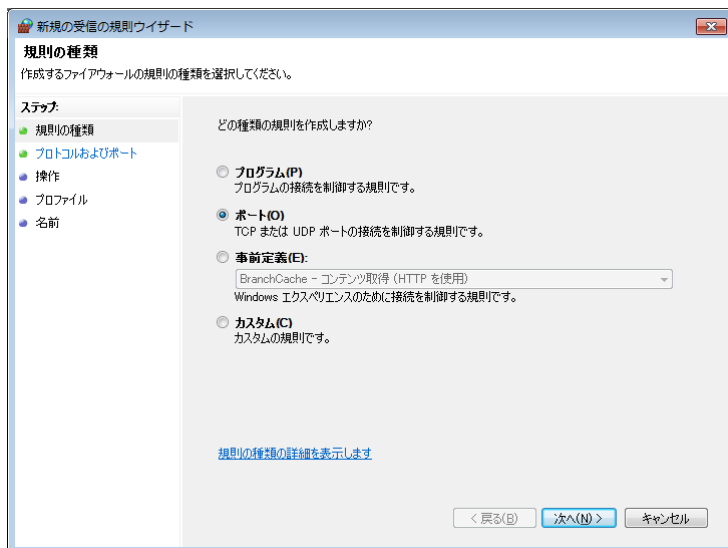 新規の受信の規則ウィザード
規則の種類
作成するファイアウォールの規則の種類を選択してください。
ステップ:
規則の種類
プロトコルおよびポート
操作
プロファイル
名前
どの種類の規則を作成しますか?
プログラム(P)
プログラムの接続を制御する規則です。
ポート(O)
TCP または UDP ポートの接続を制御する規則です。
事前定義(E):
BranchCache - コンテンツ取得 (HTTP を使用)
Windows エクスペリエンスのために接続を制御する規則です。
カスタム(C)
カスタムの規則です。
規則の種類の詳細を表示します
< 戻る(B)
次へ(N) >
キャンセル